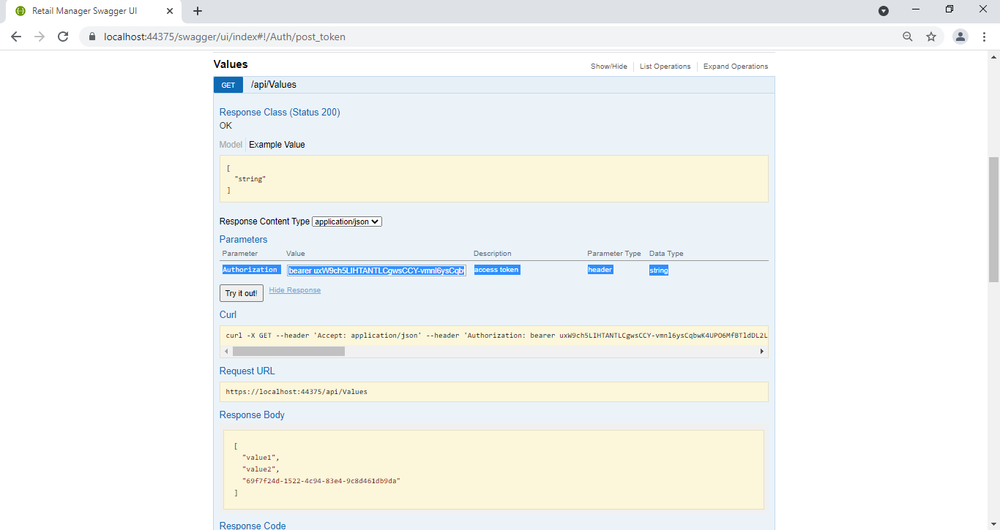 Retail Manager Swagger UI
localhost:44375/swagger/ui/index#!/Auth/post_token
Values
Show/Hide List Operations Expand Operations
GET /api/Values
Response Class (Status 200)
OK
Model Example Value
[
"string"
]
Response Content Type application/json
Parameters
Parameter Value Description Parameter Type Data Type
Authorization bearer uxW9ch5LIHTANTLCgwsCCY-vmnl6ysCqb access token header string
Try it out! Hide Response
Curl
curl -X GET --header 'Accept: application/json' --header 'Authorization: bearer uxW9ch5LIHTANTLCgwsCCY-vmnl6ysCqbwK4UPO6MfBTldDL2L
Request URL
https://localhost:44375/api/Values
Response Body
[
"value1",
"value2",
"69f7f24d-1522-4c94-83e4-9c8d461db9da"
]
Response Code